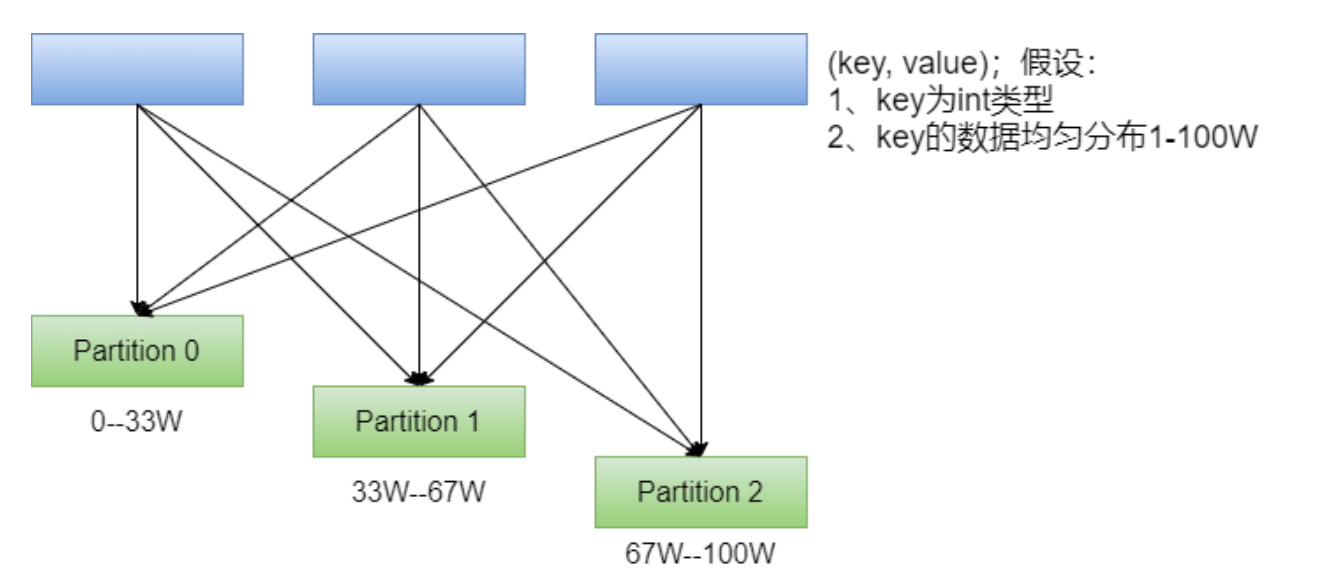 (key, value)；假设：
1、key为int类型
2、key的数据均匀分布1-100W
Partition 0
0--33W
Partition 1
33W--67W
Partition 2
67W--100W